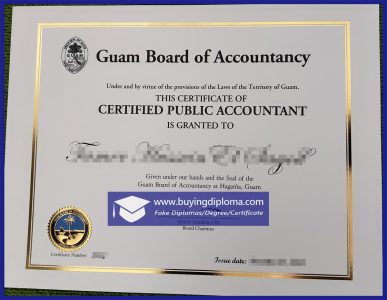 Guam Board of Accountancy
Under and by virtue of the provisions of the Laws of the Territory of Guam.
THIS CERTIFICATE OF
CERTIFIED PUBLIC ACCOUNTANT
IS GRANTED TO
Given under our hands and the Seal of the
Guam Board of Accountancy at Hagatña, Guam.
www.buyingdiploma.com
Fake Diplomas/Degree/Certificate
Board Chairman
Certificate Number
Issue date: